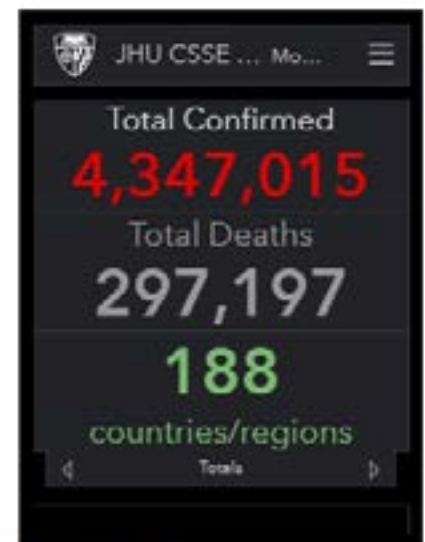 JHU CSSE ... Mo...
Total Confirmed
4,347,015
Total Deaths
297,197
188
countries/regions
Totals